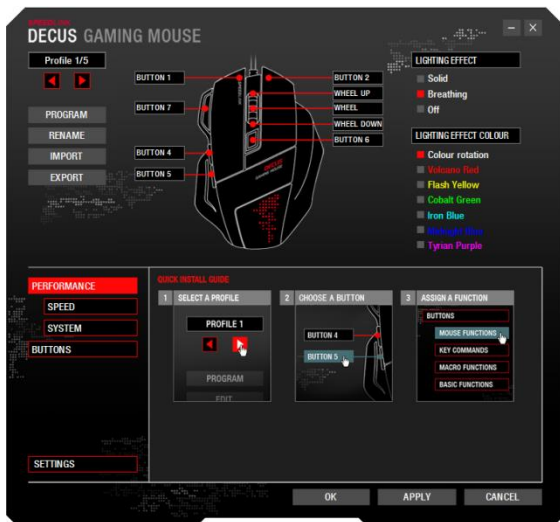 SPEEDLINK
DECUS GAMING MOUSE
Profile 1/5
PROGRAM
RENAME
IMPORT
EXPORT
BUTTON 1
BUTTON 7
BUTTON 4
BUTTON 5
BUTTON 2
WHEEL UP
WHEEL
WHEEL DOWN
BUTTON 6
LIGHTING EFFECT
Solid
Breathing
Off
LIGHTING EFFECT COLOUR
Colour rotation
Volcano Red
Flash Yellow
Cobalt Green
Iron Blue
Midnight Blue
Tyrian Purple
PERFORMANCE
SPEED
SYSTEM
BUTTONS
SETTINGS
QUICK INSTALL GUIDE
1 SELECT A PROFILE
PROFILE 1
PROGRAM
EDIT
2 CHOOSE A BUTTON
BUTTON 4
BUTTON 5
3 ASSIGN A FUNCTION
BUTTONS
MOUSE FUNCTIONS
KEY COMMANDS
MACRO FUNCTIONS
BASIC FUNCTIONS
OK
APPLY
CANCEL